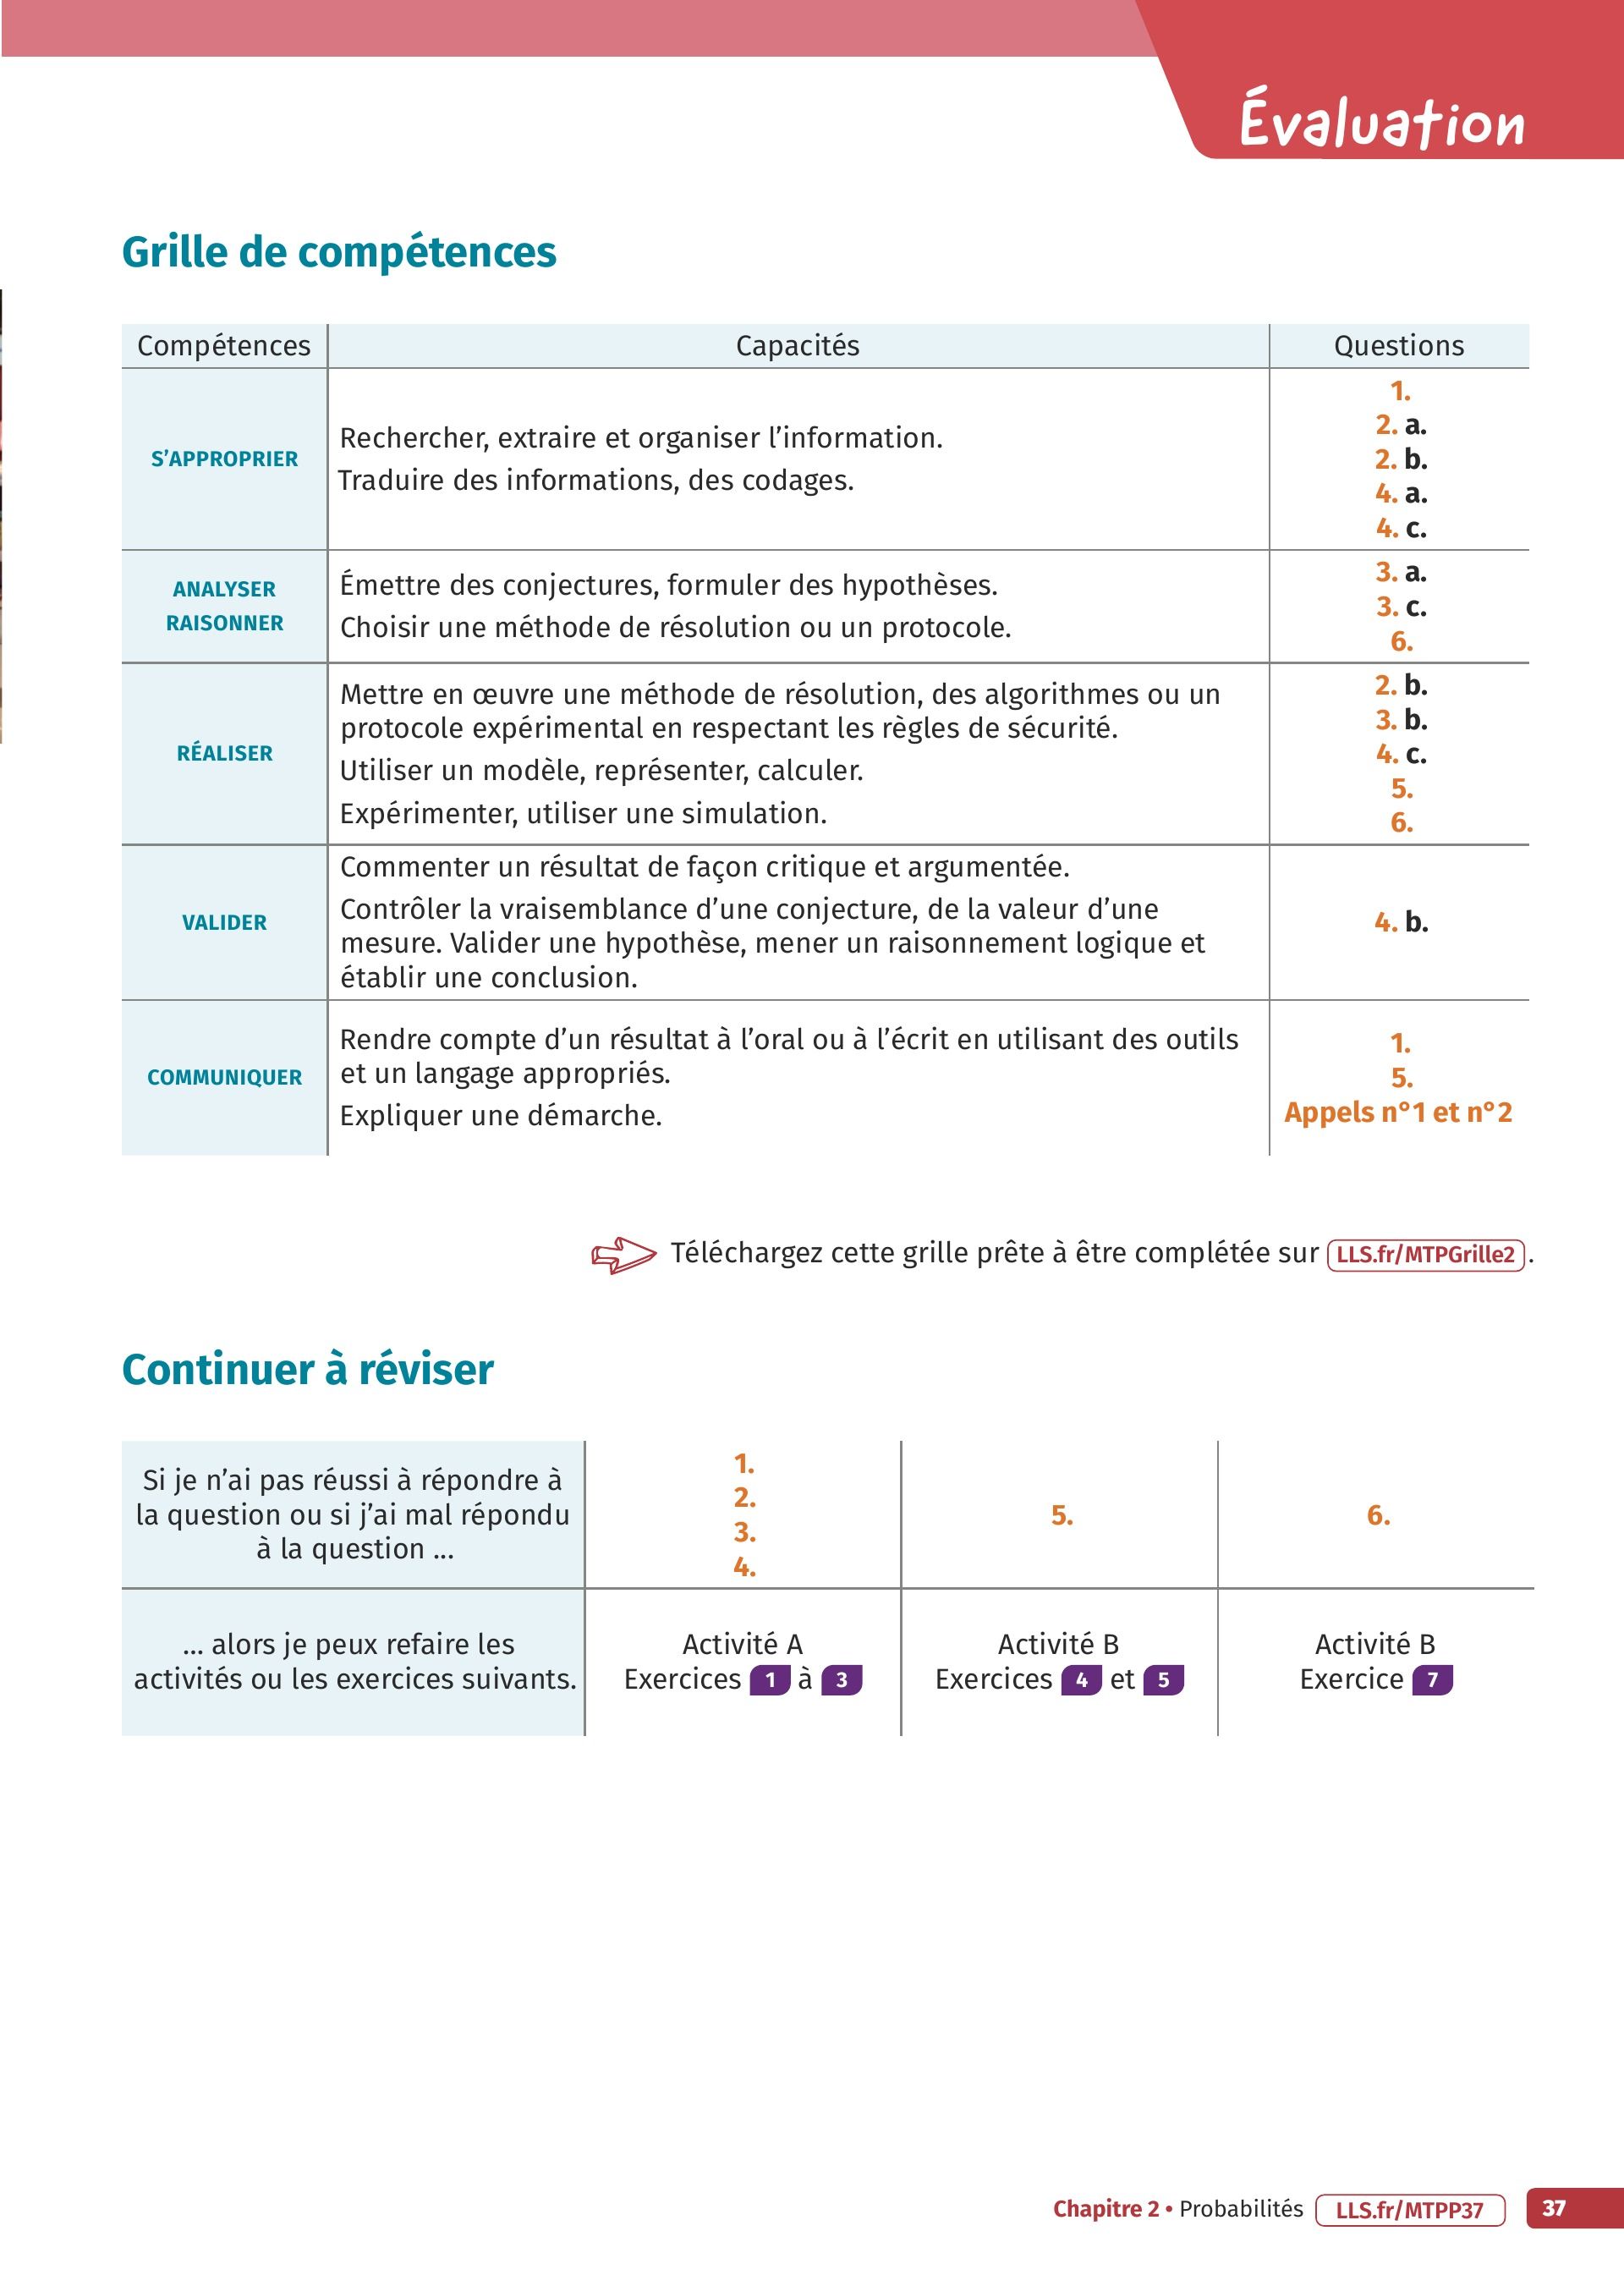 Évaluation
Grille de compétences
Compétences
Capacités
Questions
S'APPROPRIER
Rechercher, extraire et organiser l'information.
Traduire des informations, des codages.
1.
2. a.
2. b.
4. a.
4. c.
ANALYSER
RAISONNER
Émettre des conjectures, formuler des hypothèses.
Choisir une méthode de résolution ou un protocole.
3. a.
3. c.
6.
RÉALISER
Mettre en œuvre une méthode de résolution, des algorithmes ou un
protocole expérimental en respectant les règles de sécurité.
Utiliser un modèle, représenter, calculer.
Expérimenter, utiliser une simulation.
2. b.
3. b.
4. c.
5.
6.
VALIDER
Commenter un résultat de façon critique et argumentée.
Contrôler la vraisemblance d'une conjecture, de la valeur d'une
mesure. Valider une hypothèse, mener un raisonnement logique et
établir une conclusion.
4. b.
COMMUNIQUER
Rendre compte d'un résultat à l'oral ou à l'écrit en utilisant des outils
et un langage appropriés.
Expliquer une démarche.
1.
5.
Appels n°1 et n°2
Téléchargez cette grille prête à être complétée sur LLS.fr/MTPGrille2.
Continuer à réviser
Si je n'ai pas réussi à répondre à
la question ou si j'ai mal répondu
à la question ...
1.
2.
3.
4.
5.
6.
... alors je peux refaire les
activités ou les exercices suivants.
Activité A
Exercices 1 à 3
Activité B
Exercices 4 et 5
Activité B
Exercice 7
Chapitre 2 • Probabilités LLS.fr/MTPP37 37